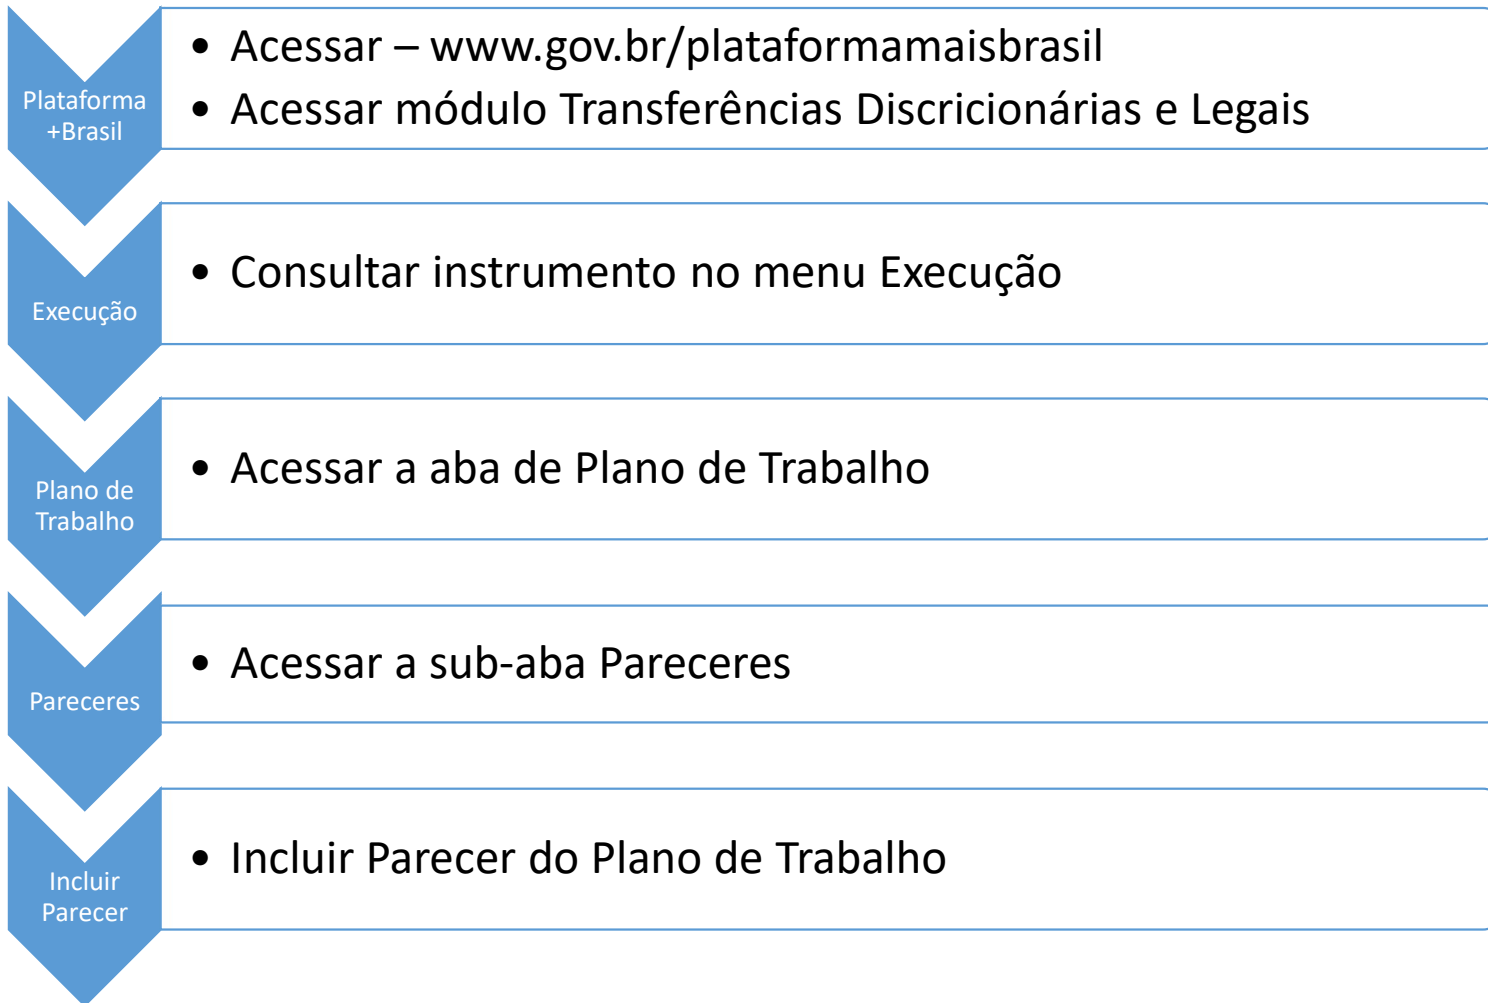 Plataforma
+Brasil
• Acessar – www.gov.br/plataformamaisbrasil
• Acessar módulo Transferências Discricionárias e Legais
Execução
• Consultar instrumento no menu Execução
Plano de
Trabalho
• Acessar a aba de Plano de Trabalho
Pareceres
• Acessar a sub-aba Pareceres
Incluir
Parecer
• Incluir Parecer do Plano de Trabalho